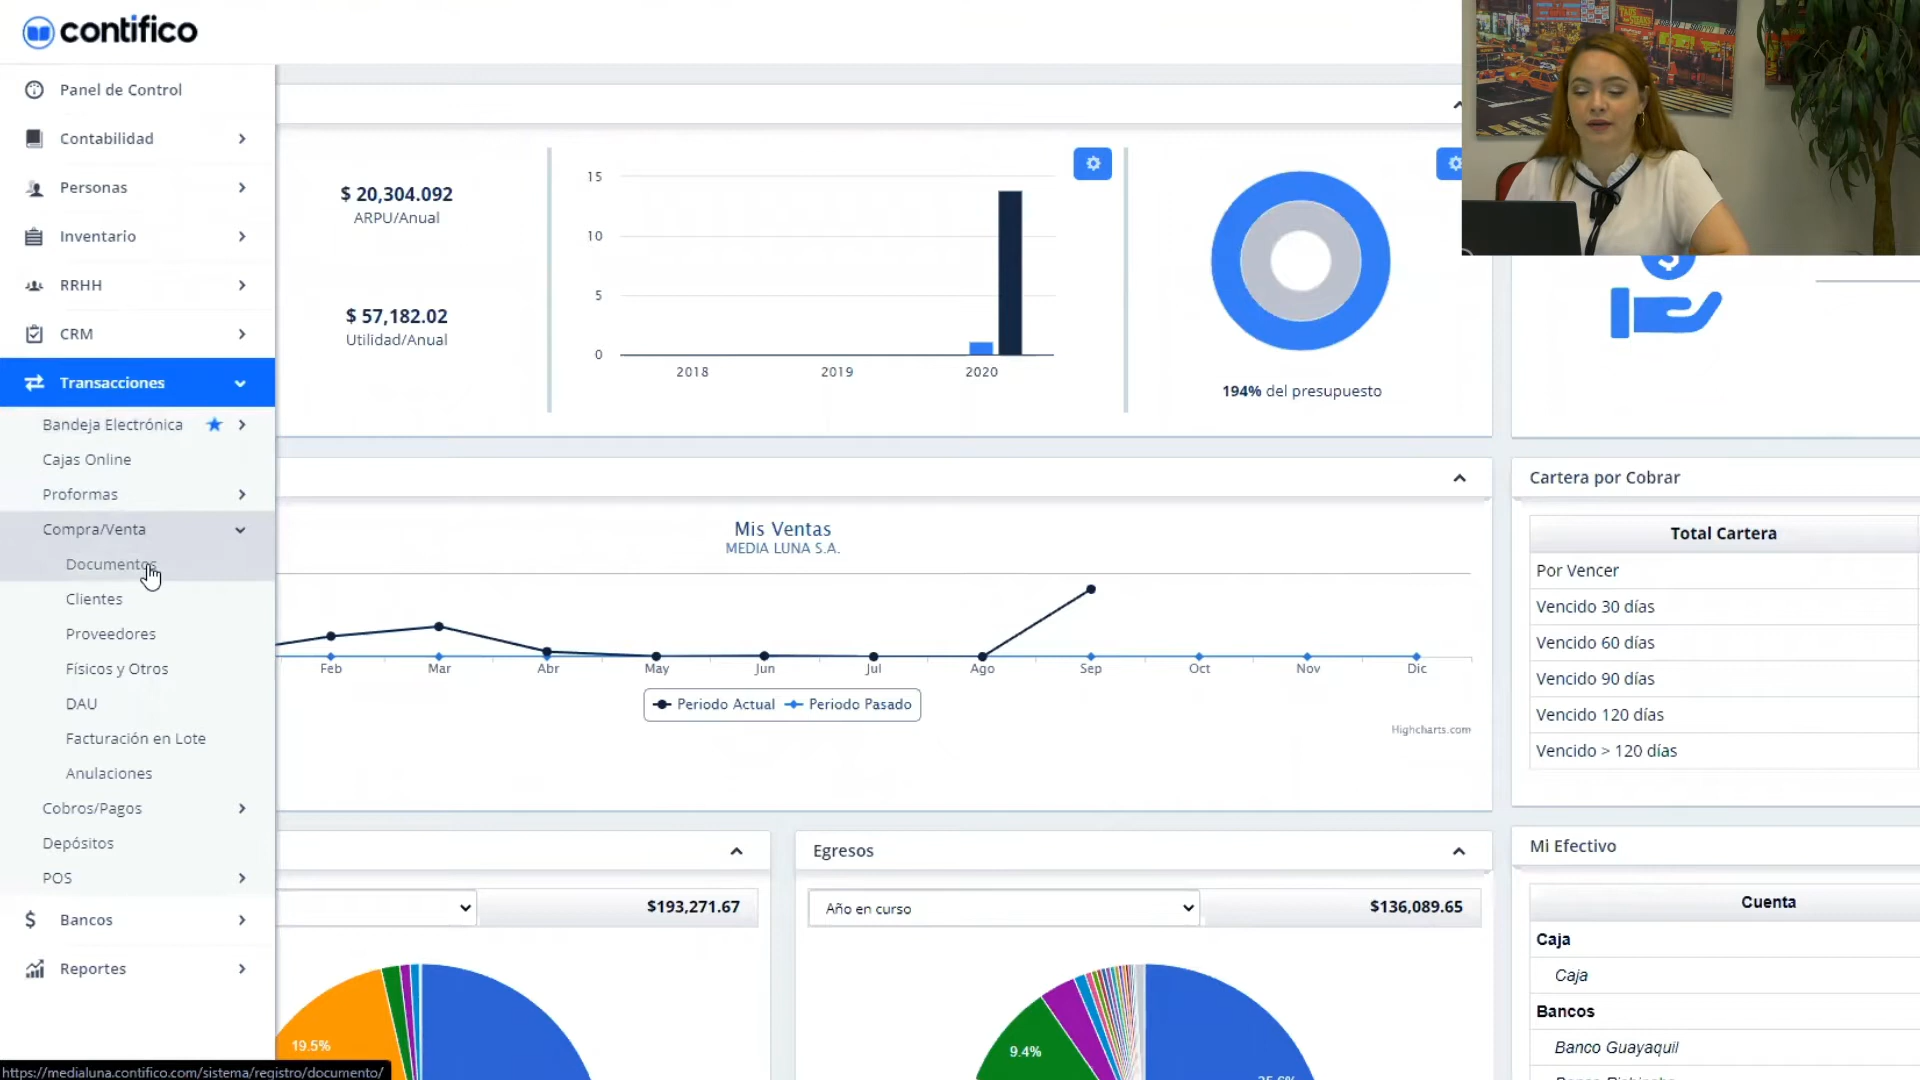 contifico
Panel de Control
Contabilidad
Personas
Inventario
RRHH
CRM
Transacciones
Bandeja Electrónica
Cajas Online
Proformas
Compra/Venta
Documentos
Clientes
Proveedores
Físicos y Otros
DAU
Facturación en Lote
Anulaciones
Cobros/Pagos
Depósitos
POS
Bancos
Reportes
https://medialuna.contifico.com/sistema/registro/documento/
$ 20,304.092
ARPU/Anual
$ 57,182.02
Utilidad/Anual
15
10
5
0
2018 2019 2020
194% del presupuesto
Mis Ventas
MEDIA LUNA S.A.
Feb Mar Abr May Jun Jul Ago Sep Oct Nov Dic
Periodo Actual Periodo Pasado
Highcharts.com
$193,271.67
19.5%
Egresos
Año en curso $136,089.65
9.4%
Cartera por Cobrar
Total Cartera
Por Vencer
Vencido 30 días
Vencido 60 días
Vencido 90 días
Vencido 120 días
Vencido > 120 días
Mi Efectivo
Cuenta
Caja
Caja
Bancos
Banco Guayaquil